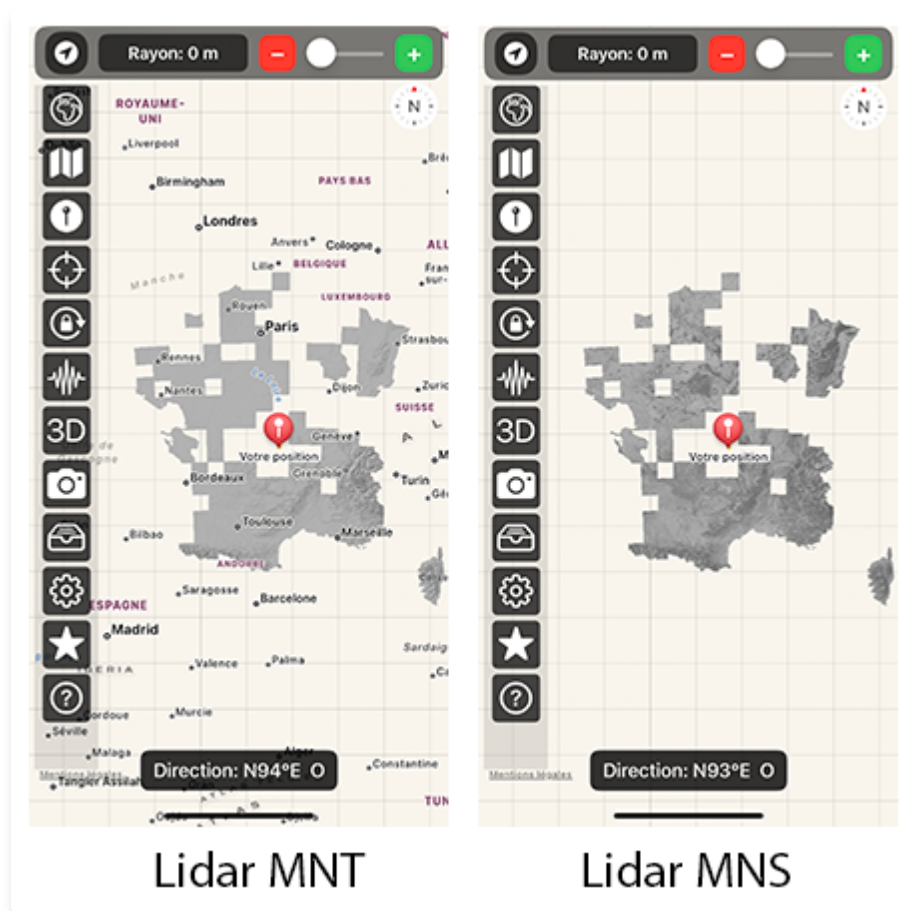 Rayon: 0 m
N
ROYAUME-
UNI
Liverpool
Birmingham
PAYS BAS
Londres
Anvers
Cologne
Lille
BELGIQUE
Manche
LUXEMBOURG
Rouen
Paris
Rennes
Nantes
Dijon
SUISSE
Genève
Votre position
Grenoble
Turin
Bordeaux
Toulouse
Marseille
Bilbao
ANDORRE
Saragosse
Barcelone
ESPAGNE
Madrid
Valence
Palma
Murcie
Séville
Malaga
Alger
Constantine
Mentions légales
3D
Direction: N94°E O
Lidar MNT
Rayon: 0 m
N
3D
Votre position
Mentions légales
Direction: N93°E O
Lidar MNS